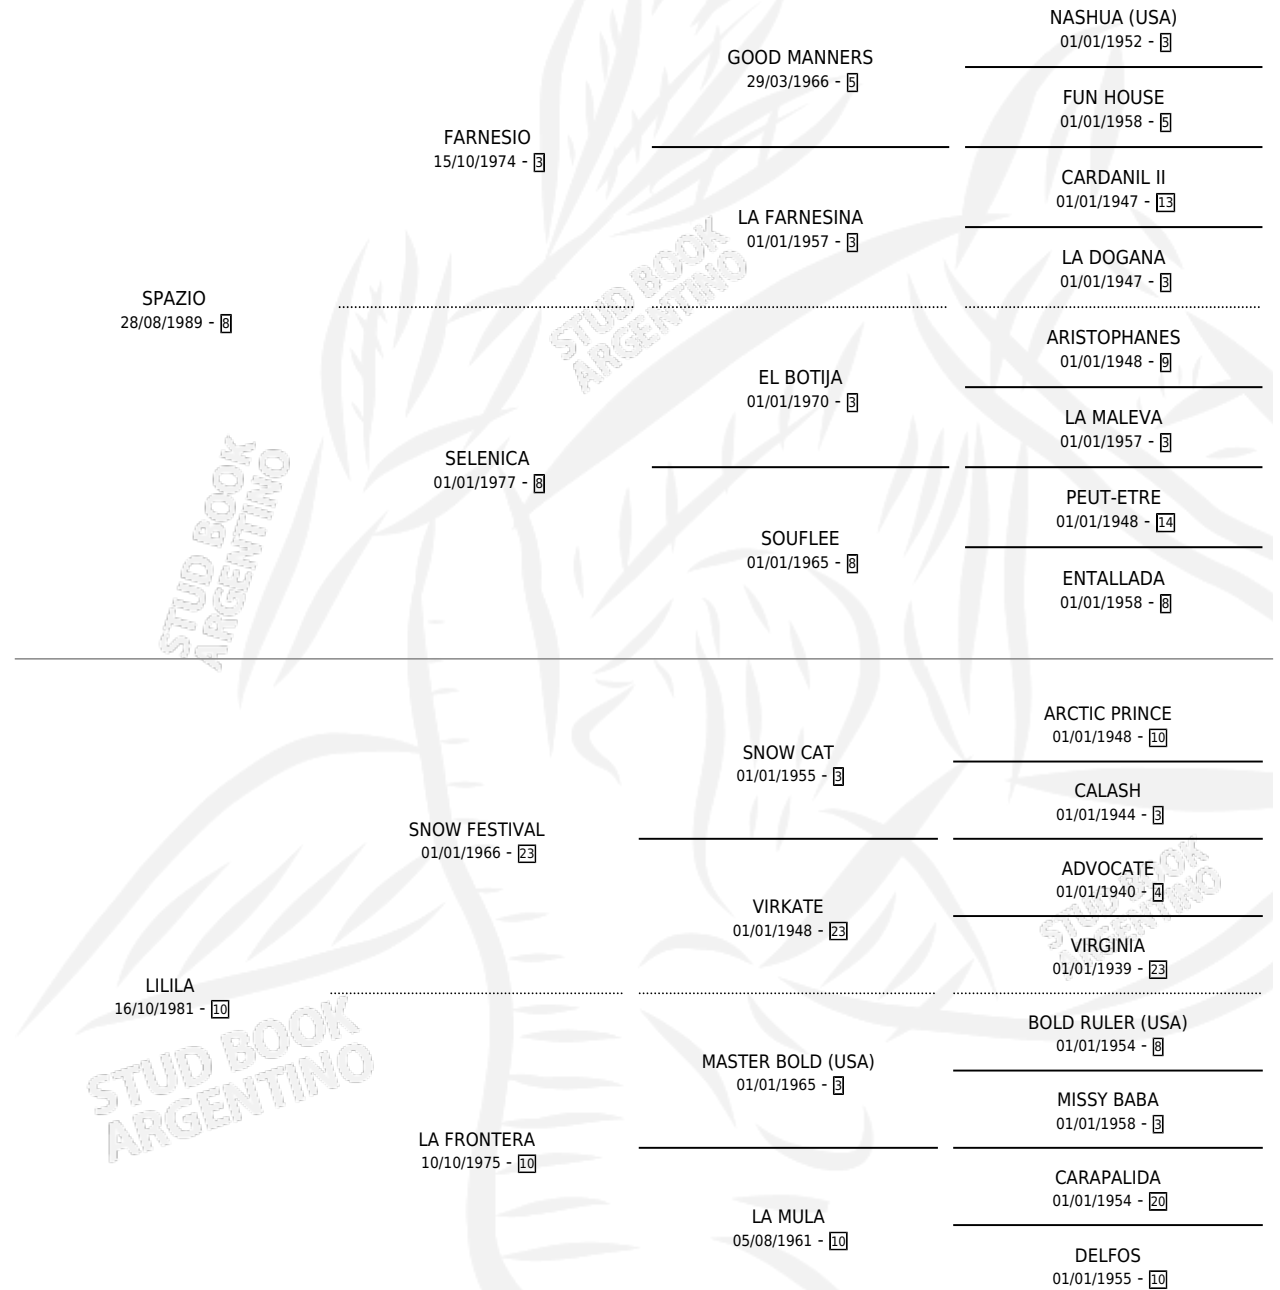 NASHUA (USA)
01/01/1952 - 3
GOOD MANNERS
29/03/1966 - 5
FUN HOUSE
01/01/1958 - 5
FARNESIO
15/10/1974 - 3
CARDANIL II
01/01/1947 - 13
LA FARNESINA
01/01/1957 - 3
LA DOGANA
01/01/1947 - 3
SPAZIO
28/08/1989 - 8
STUD BOOK
ARGENTINO
ARISTOPHANES
01/01/1948 - 9
EL BOTIJA
01/01/1970 - 3
LA MALEVA
01/01/1957 - 3
SELENICA
01/01/1977 - 8
PEUT-ETRE
01/01/1948 - 14
SOUFLEE
01/01/1965 - 8
ENTALLADA
01/01/1958 - 8
STUD BOOK
ARGENTINO
ARCTIC PRINCE
01/01/1948 - 10
SNOW CAT
01/01/1955 - 3
CALASH
01/01/1944 - 3
SNOW FESTIVAL
01/01/1966 - 23
ADVOCATE
01/01/1940 - 4
VIRKATE
01/01/1948 - 23
VIRGINIA
01/01/1939 - 23
STUD BOOK
ARGENTINO
LILILA
16/10/1981 - 10
STUD BOOK
ARGENTINO
BOLD RULER (USA)
01/01/1954 - 8
MASTER BOLD (USA)
01/01/1965 - 3
MISSY BABA
01/01/1958 - 3
LA FRONTERA
10/10/1975 - 10
CARAPALIDA
01/01/1954 - 20
LA MULA
05/08/1961 - 10
DELFOS
01/01/1955 - 10